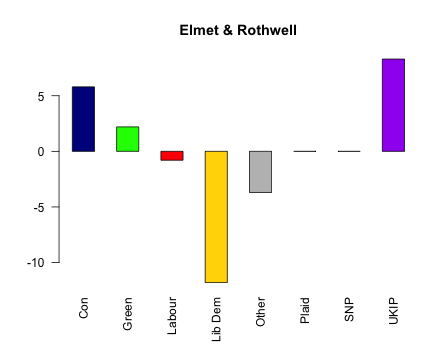 Elmet & Rothwell
5
0
-5
-10
Con
Green
Labour
Lib Dem
Other
Plaid
SNP
UKIP